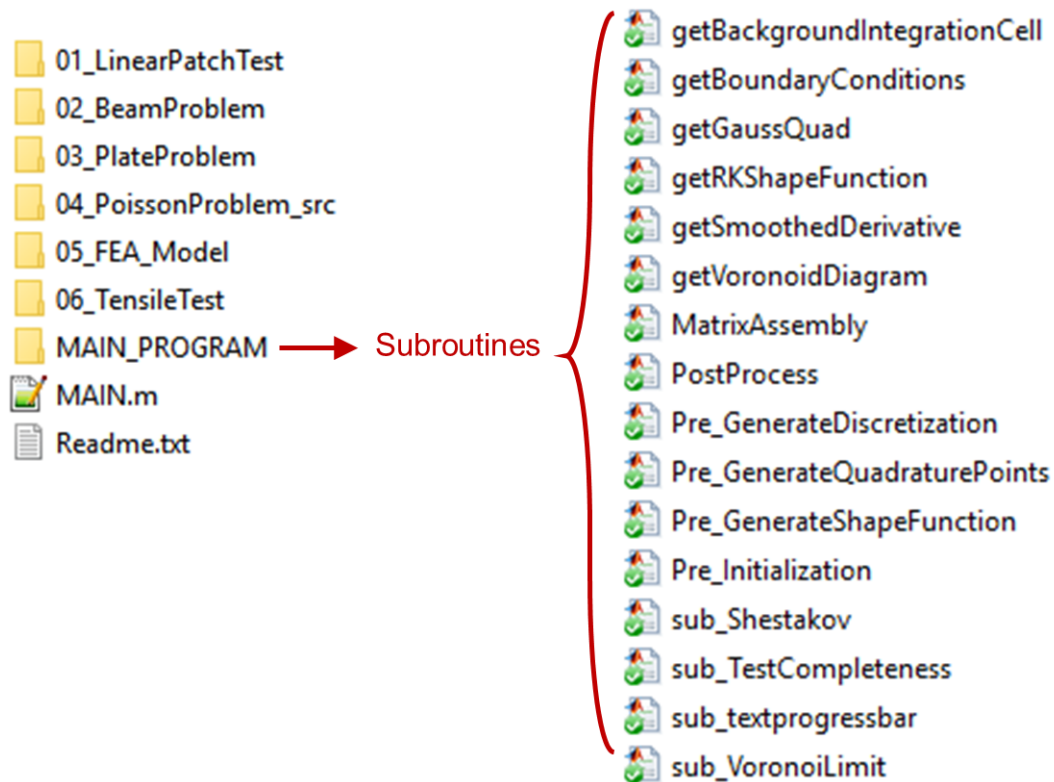 01_LinearPatchTest
02_BeamProblem
03_PlateProblem
04_PoissonProblem_src
05_FEA_Model
06_TensileTest
MAIN_PROGRAM
MAIN.m
Readme.txt
Subroutines
getBackgroundIntegrationCell
getBoundaryConditions
getGaussQuad
getRKShapeFunction
getSmoothedDerivative
getVoronoidDiagram
MatrixAssembly
PostProcess
Pre_GenerateDiscretization
Pre_GenerateQuadraturePoints
Pre_GenerateShapeFunction
Pre_Initialization
sub_Shestakov
sub_TestCompleteness
sub_textprogressbar
sub_VoronoiLimit